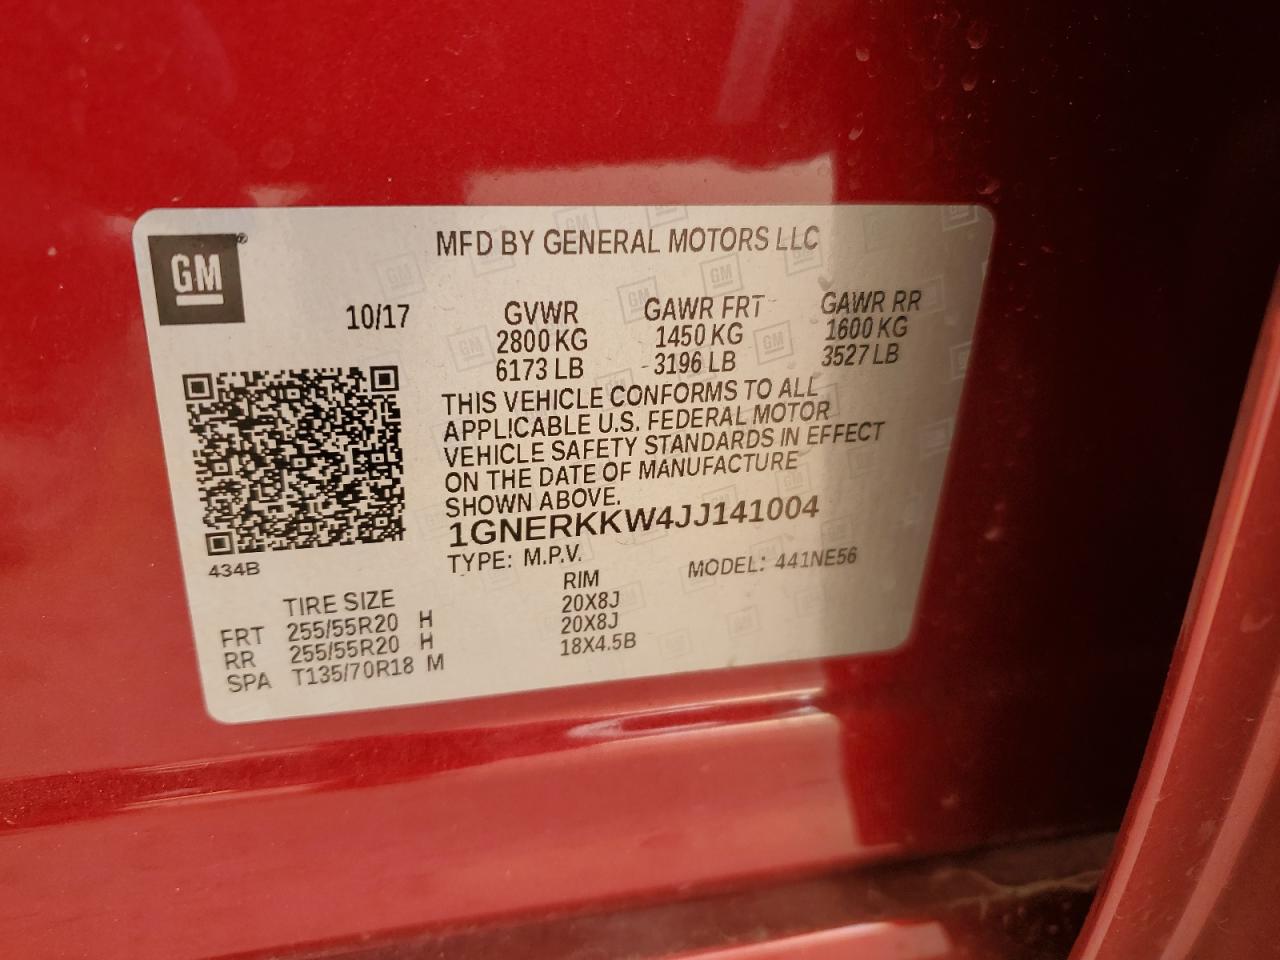 GM
MFD BY GENERAL MOTORS LLC
10/17
GVWR GAWR FRT GAWR RR
2800 KG 1450 KG 1600 KG
6173 LB 3196 LB 3527 LB
THIS VEHICLE CONFORMS TO ALL
APPLICABLE U.S. FEDERAL MOTOR
VEHICLE SAFETY STANDARDS IN EFFECT
ON THE DATE OF MANUFACTURE
SHOWN ABOVE.
1GNERKKW4JJ141004
TYPE: M.P.V. MODEL: 441NE56
434B
TIRE SIZE RIM
FRT 255/55R20 H 20X8J
RR 255/55R20 H 20X8J
SPA T135/70R18 M 18X4.5B